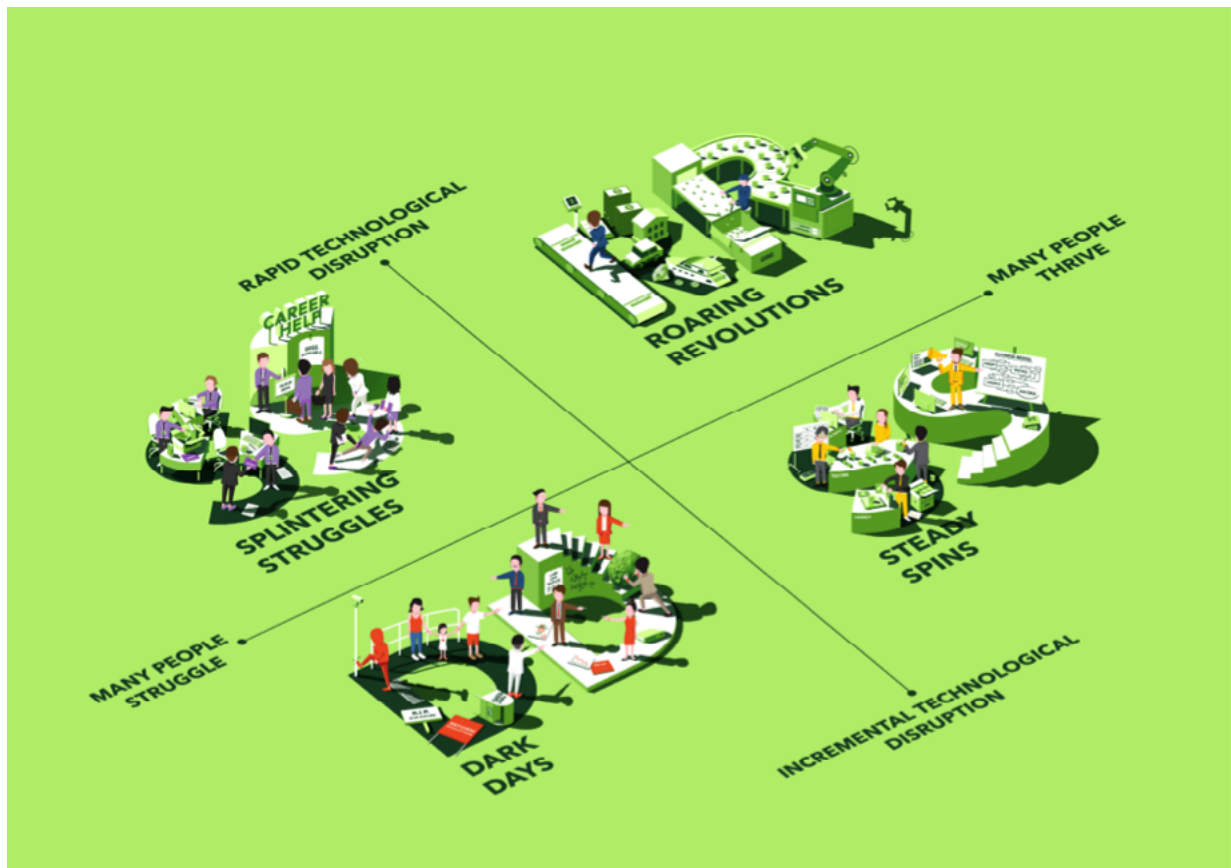 RAPID TECHNOLOGICAL
DISRUPTION
MANY PEOPLE
THRIVE
ROARING
REVOLUTIONS
CAREER
HELP
SPLINTERING
STRUGGLES
STEADY
SPINS
MANY PEOPLE
STRUGGLE
R.I.P.
DARK
DAYS
INCREMENTAL TECHNOLOGICAL
DISRUPTION